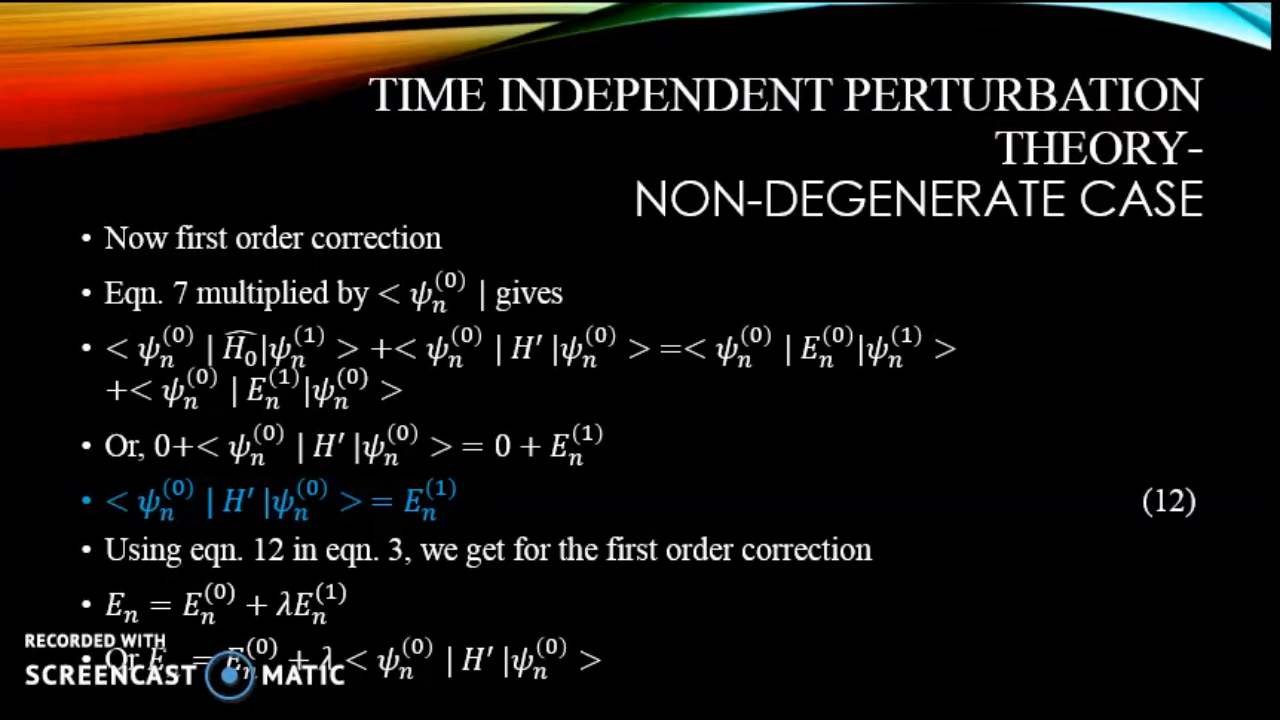 TIME INDEPENDENT PERTURBATION
THEORY-
NON-DEGENERATE CASE
• Now first order correction
• Eqn. 7 multiplied by < ψₙ⁽⁰⁾ | gives
• < ψₙ⁽⁰⁾ | Ĥ₀|ψₙ⁽¹⁾ > +< ψₙ⁽⁰⁾ | H′ |ψₙ⁽⁰⁾ > =< ψₙ⁽⁰⁾ | Eₙ⁽⁰⁾|ψₙ⁽¹⁾ >
+< ψₙ⁽⁰⁾ | Eₙ⁽¹⁾|ψₙ⁽⁰⁾ >
• Or, 0+< ψₙ⁽⁰⁾ | H′ |ψₙ⁽⁰⁾ > = 0 + Eₙ⁽¹⁾
• < ψₙ⁽⁰⁾ | H′ |ψₙ⁽⁰⁾ > = Eₙ⁽¹⁾ (12)
• Using eqn. 12 in eqn. 3, we get for the first order correction
• Eₙ = Eₙ⁽⁰⁾ + λEₙ⁽¹⁾
• Or Eₙ = Eₙ⁽⁰⁾ + λ < ψₙ⁽⁰⁾ | H′ |ψₙ⁽⁰⁾ >
RECORDED WITH
SCREENCAST MATIC